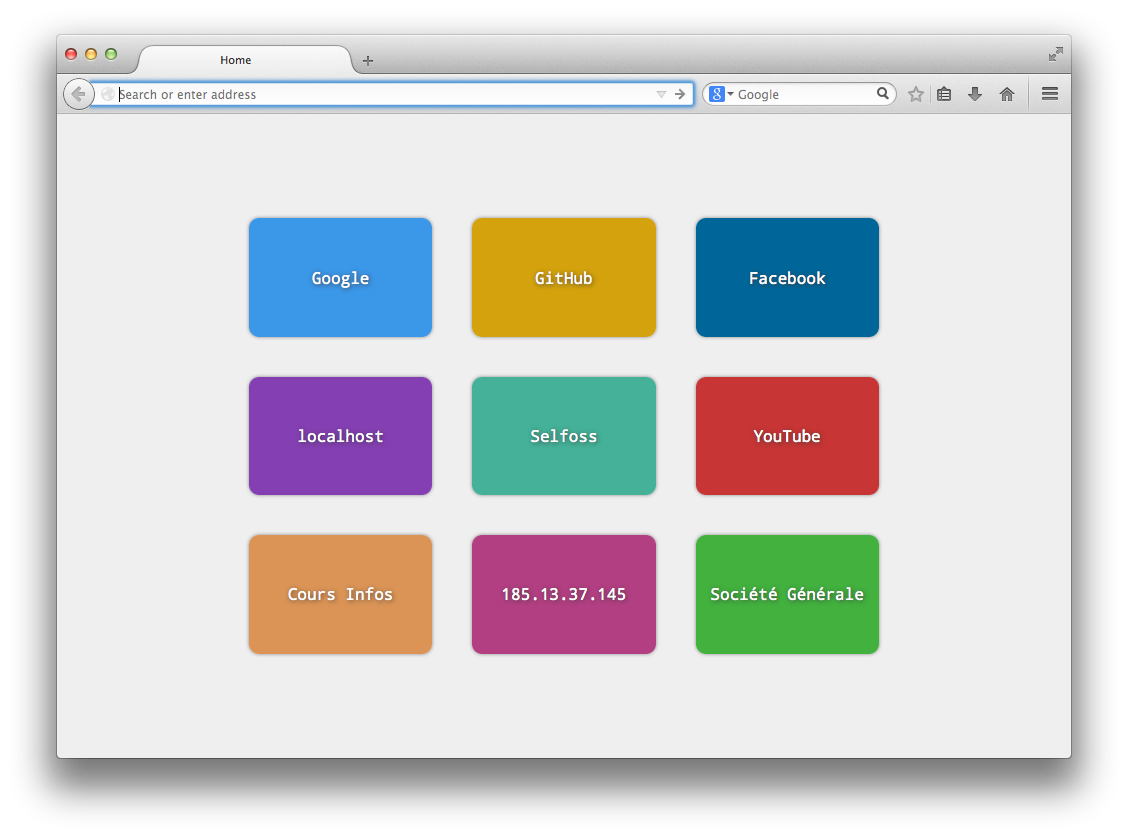 Home
Search or enter address
Google
Google
GitHub
Facebook
localhost
Selfoss
YouTube
Cours Infos
185.13.37.145
Société Générale